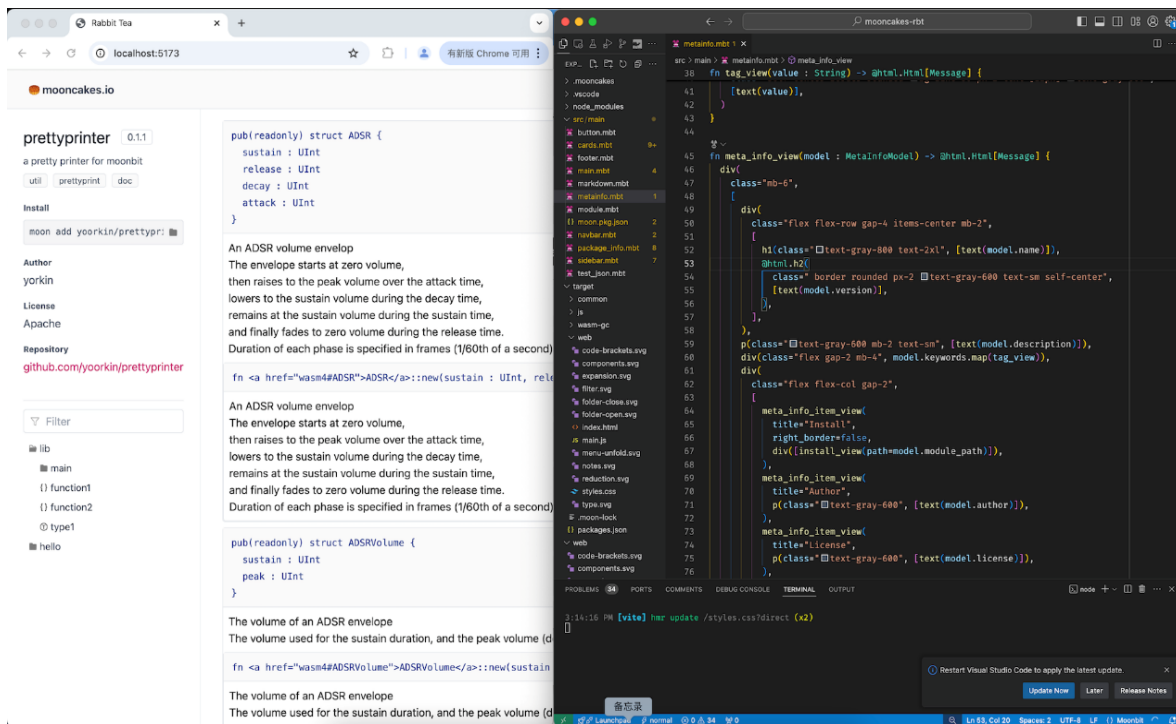 Rabbit Tea
localhost:5173
有新版 Chrome 可用
mooncakes.io
prettyprinter 0.1.1
a pretty printer for moonbit
util prettyprint doc
Install
moon add yoorkin/prettypr:
Author
yorkin
License
Apache
Repository
github.com/yoorkin/prettyprinter
Filter
lib
main
{} function1
{} function2
type1
hello
pub(readonly) struct ADSR {
sustain : UInt
release : UInt
decay : UInt
attack : UInt
}
An ADSR volume envelop
The envelope starts at zero volume,
then raises to the peak volume over the attack time,
lowers to the sustain volume during the decay time,
remains at the sustain volume during the sustain time,
and finally fades to zero volume during the release time.
Duration of each phase is specified in frames (1/60th of a second)
fn <a href="wasm4#ADSR">ADSR</a>::new(sustain : UInt, rele
An ADSR volume envelop
The envelope starts at zero volume,
then raises to the peak volume over the attack time,
lowers to the sustain volume during the decay time,
remains at the sustain volume during the sustain time,
and finally fades to zero volume during the release time.
Duration of each phase is specified in frames (1/60th of a second)
pub(readonly) struct ADSRVolume {
sustain : UInt
peak : UInt
}
The volume of an ADSR envelope
The volume used for the sustain duration, and the peak volume (d
fn <a href="wasm4#ADSRVolume">ADSRVolume</a>::new(sustain
The volume of an ADSR envelope
The volume used for the sustain duration, and the peak volume (d
mooncakes-rbt
EXP...
.mooncakes
.vscode
node_modules
src/main
button.mbt
cards.mbt 9+
footer.mbt
main.mbt 4
markdown.mbt
metainfo.mbt 1
module.mbt
{} moon.pkg.json 2
navbar.mbt 2
package_info.mbt 8
sidebar.mbt 7
test_json.mbt
target
common
js
wasm-gc
web
code-brackets.svg
components.svg
expansion.svg
filter.svg
folder-close.svg
folder-open.svg
index.html
JS main.js
menu-unfold.svg
notes.svg
reduction.svg
styles.css
type.svg
.moon-lock
{} packages.json
web
code-brackets.svg
components.svg
metainfo.mbt 1
src > main > metainfo.mbt > meta_info_view
38 fn tag_view(value : String) -> @html.Html[Message] {
41 [text(value)],
42 )
43 }
44
45 fn meta_info_view(model : MetaInfoModel) -> @html.Html[Message] {
46 div(
47 class="mb-6",
48 [
49 div(
50 class="flex flex-row gap-4 items-center mb-2",
51 [
52 h1(class="text-gray-800 text-2xl", [text(model.name)]),
53 @html.h2(
54 class=" border rounded px-2 text-gray-600 text-sm self-center",
55 [text(model.version)],
56 ),
57 ],
58 ),
59 p(class="text-gray-600 mb-2 text-sm", [text(model.description)]),
60 div(class="flex gap-2 mb-4", model.keywords.map(tag_view)),
61 div(
62 class="flex flex-col gap-2",
63 [
64 meta_info_item_view(
65 title="Install",
66 right_border=false,
67 div([install_view(path=model.module_path)]),
68 ),
69 meta_info_item_view(
70 title="Author",
71 p(class="text-gray-600", [text(model.author)]),
72 ),
73 meta_info_item_view(
74 title="License",
75 p(class="text-gray-600", [text(model.license)]),
76 ),
PROBLEMS 34 PORTS COMMENTS DEBUG CONSOLE TERMINAL OUTPUT
node
3:14:16 PM [vite] hmr update /styles.css?direct (x2)
Restart Visual Studio Code to apply the latest update.
Update Now Later Release Notes
备忘录
Launchpad normal 0 34 0
Ln 53, Col 20 Spaces: 2 UTF-8 LF {} Moonbit